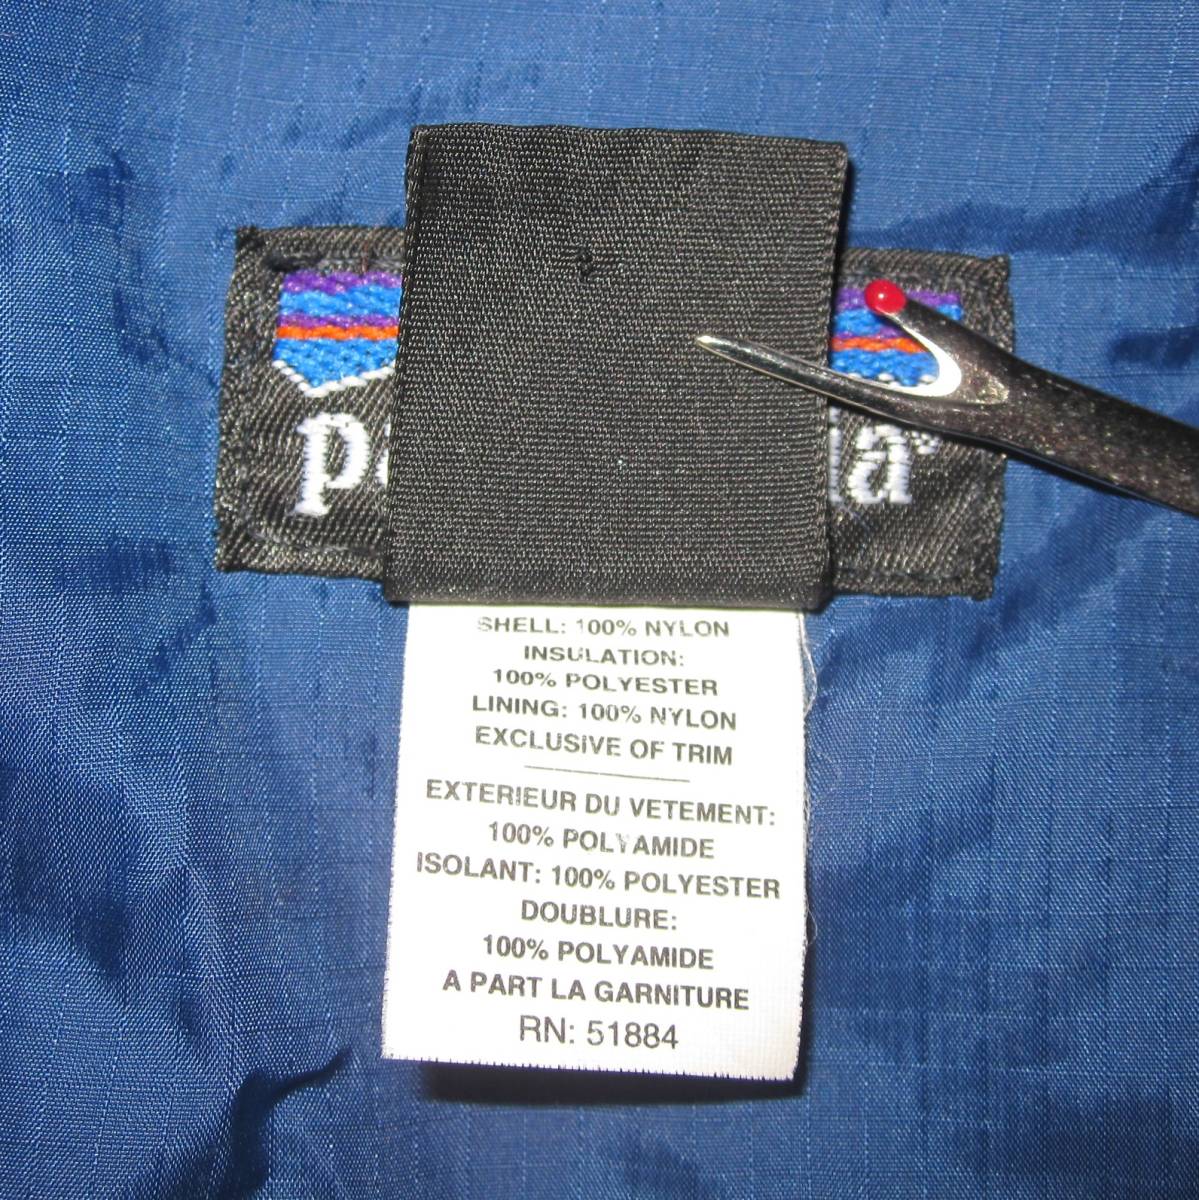 SHELL: 100% NYLON
INSULATION:
100% POLYESTER
LINING: 100% NYLON
EXCLUSIVE OF TRIM
EXTERIEUR DU VETEMENT:
100% POLYAMIDE
ISOLANT: 100% POLYESTER
DOUBLURE:
100% POLYAMIDE
A PART LA GARNITURE
RN: 51884